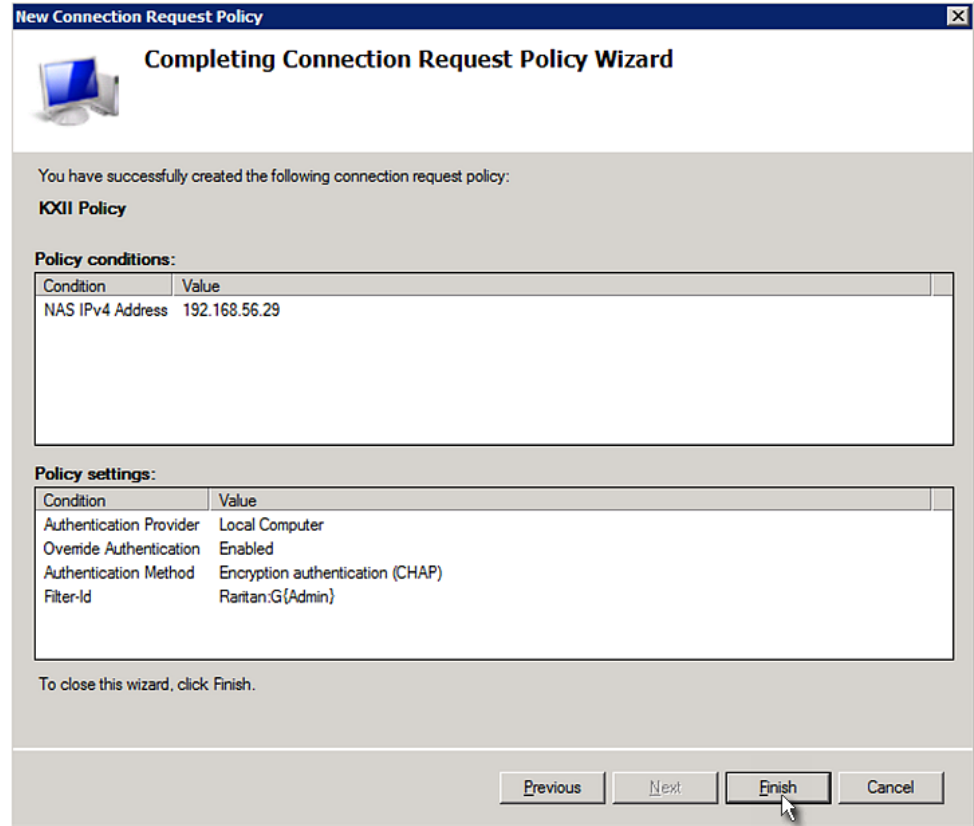 New Connection Request Policy
Completing Connection Request Policy Wizard
You have successfully created the following connection request policy:
KXII Policy
Policy conditions:
Condition Value
NAS IPv4 Address 192.168.56.29
Policy settings:
Condition Value
Authentication Provider Local Computer
Override Authentication Enabled
Authentication Method Encryption authentication (CHAP)
Filter-Id Raritan:G{Admin}
To close this wizard, click Finish.
Previous Next Finish Cancel